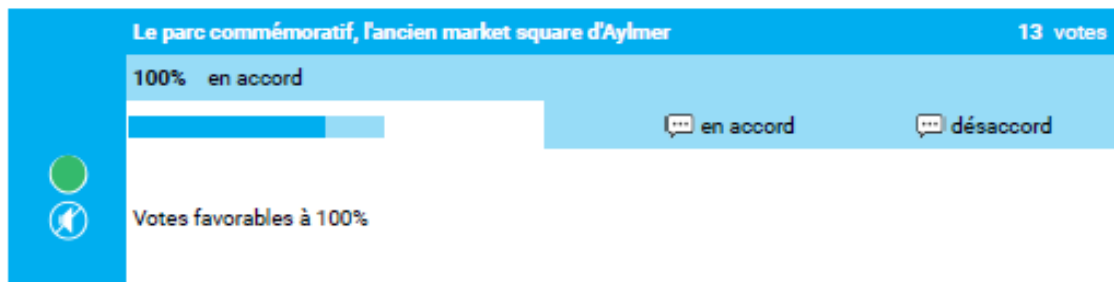 Le parc commémoratif, l'ancien market square d'Aylmer 13 votes
100% en accord
en accord désaccord
Votes favorables à 100%